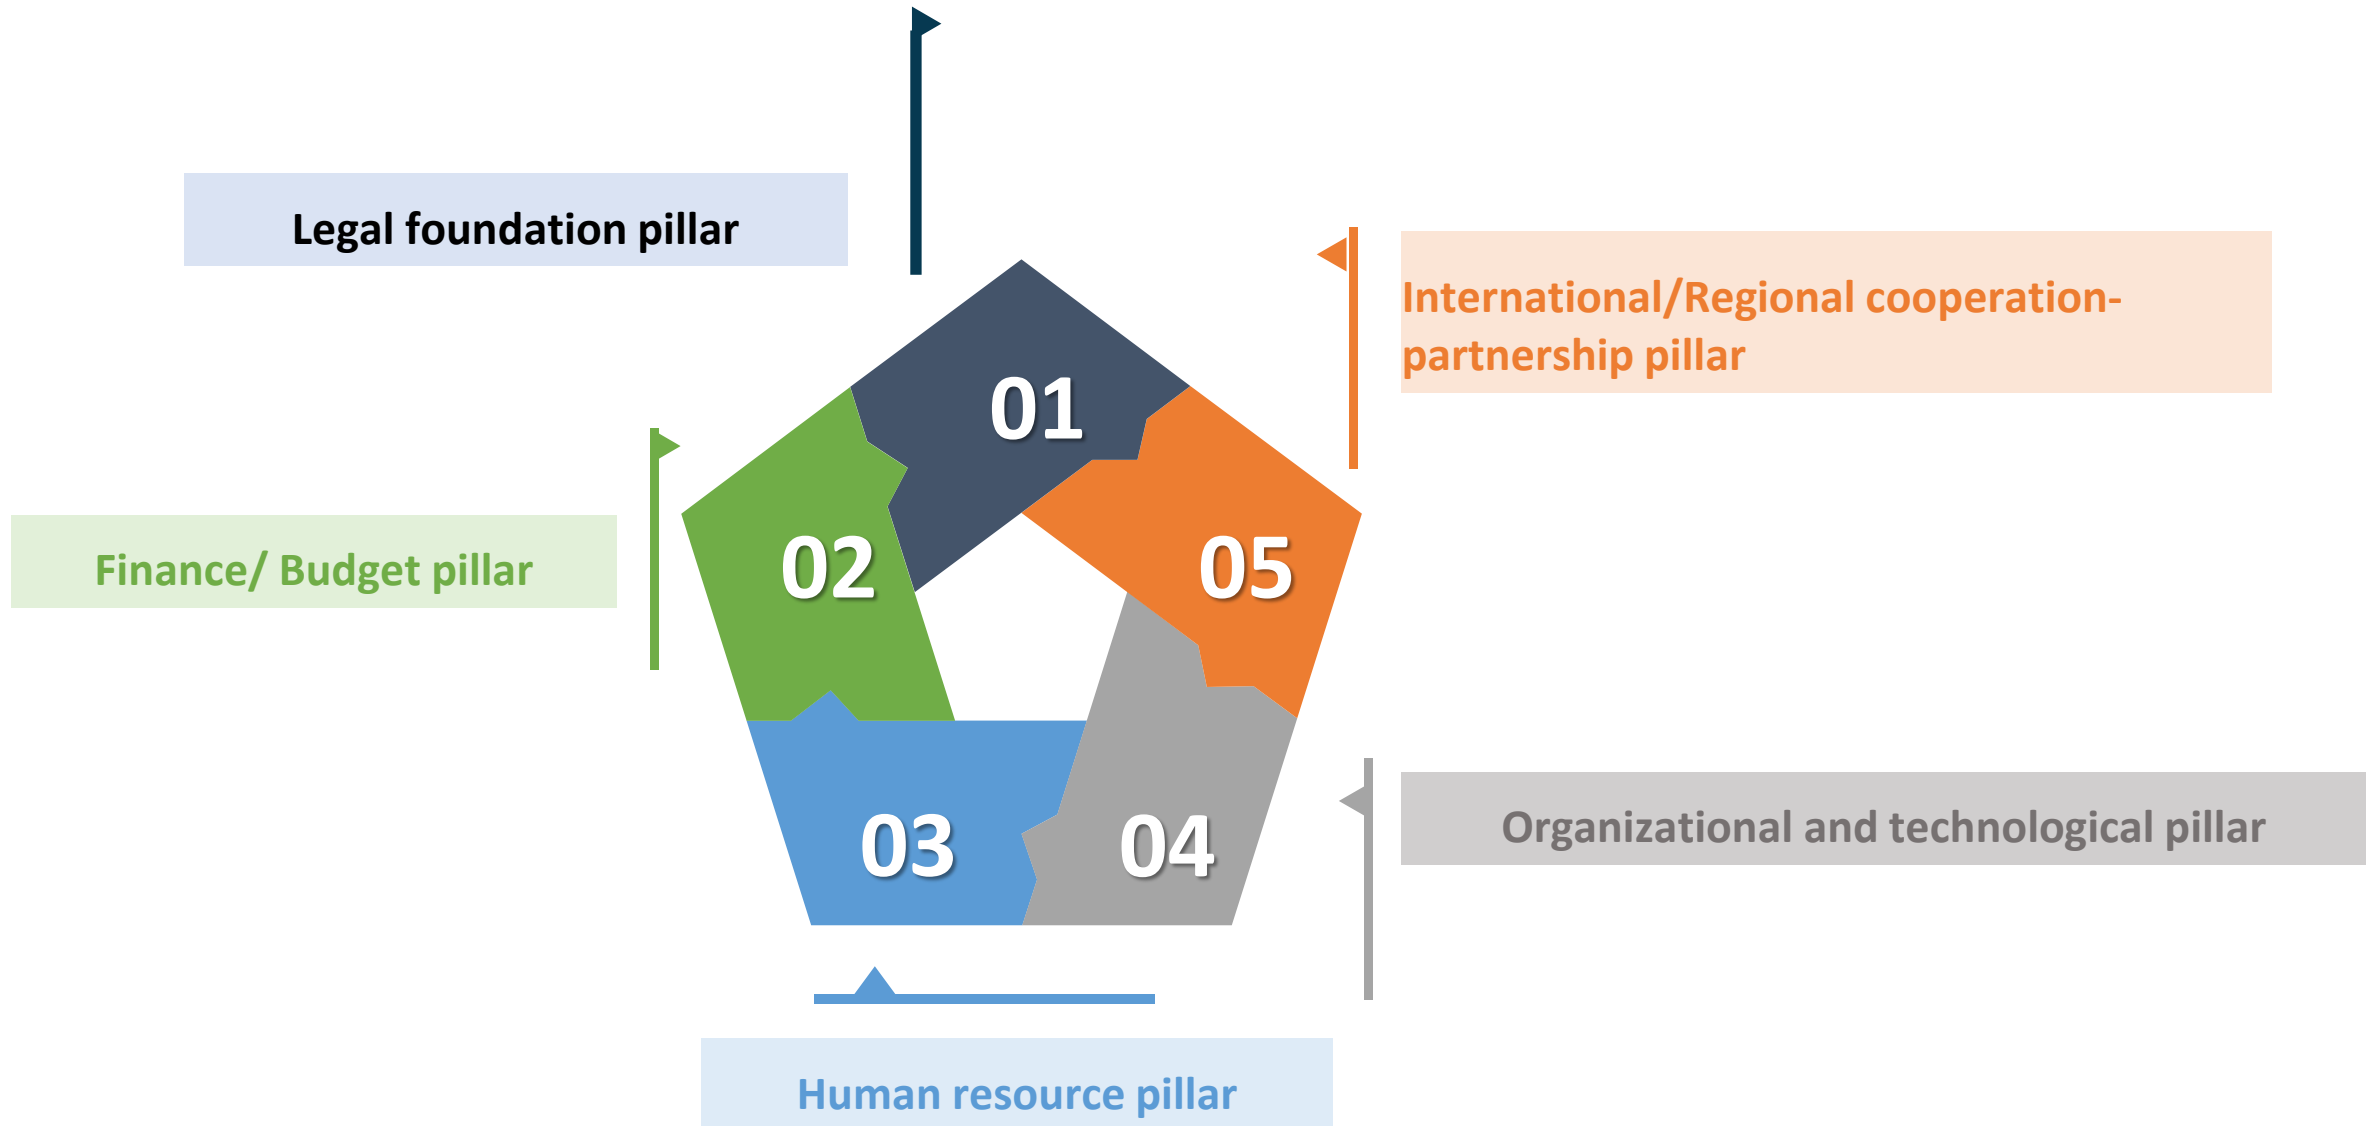 Legal foundation pillar
International/Regional cooperation-
partnership pillar
01
Finance/ Budget pillar
02
05
Organizational and technological pillar
03
04
Human resource pillar